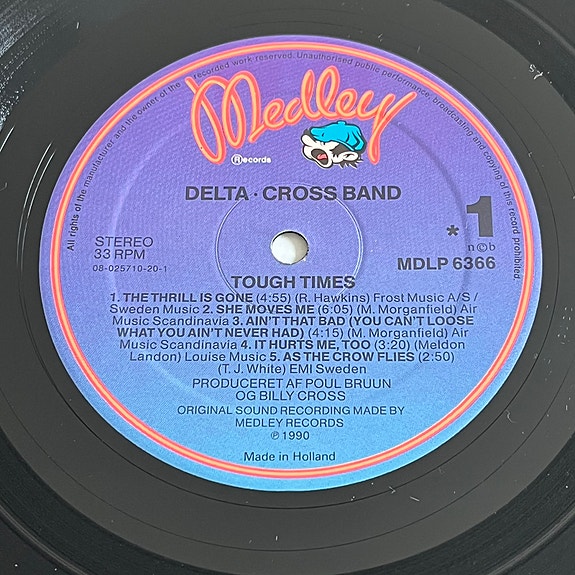 All rights of the manufacturer and the owner of the recorded work reserved. Unauthorised public performance, broadcasting and copying of this record prohibited.
Medley
Records
DELTA · CROSS BAND
STEREO
33 RPM
08-025710-20-1
* 1
n©b
MDLP 6366
TOUGH TIMES
1. THE THRILL IS GONE (4:55) (R. Hawkins) Frost Music A/S /
Sweden Music 2. SHE MOVES ME (6:05) (M. Morganfield) Air
Music Scandinavia 3. AIN'T THAT BAD (YOU CAN'T LOOSE
WHAT YOU AIN'T NEVER HAD) (4:15) (M. Morganfield) Air
Music Scandinavia 4. IT HURTS ME, TOO (3:20) (Meldon
Landon) Louise Music 5. AS THE CROW FLIES (2:50)
(T. J. White) EMI Sweden
PRODUCERET AF POUL BRUUN
OG BILLY CROSS
ORIGINAL SOUND RECORDING MADE BY
MEDLEY RECORDS
℗ 1990
Made in Holland